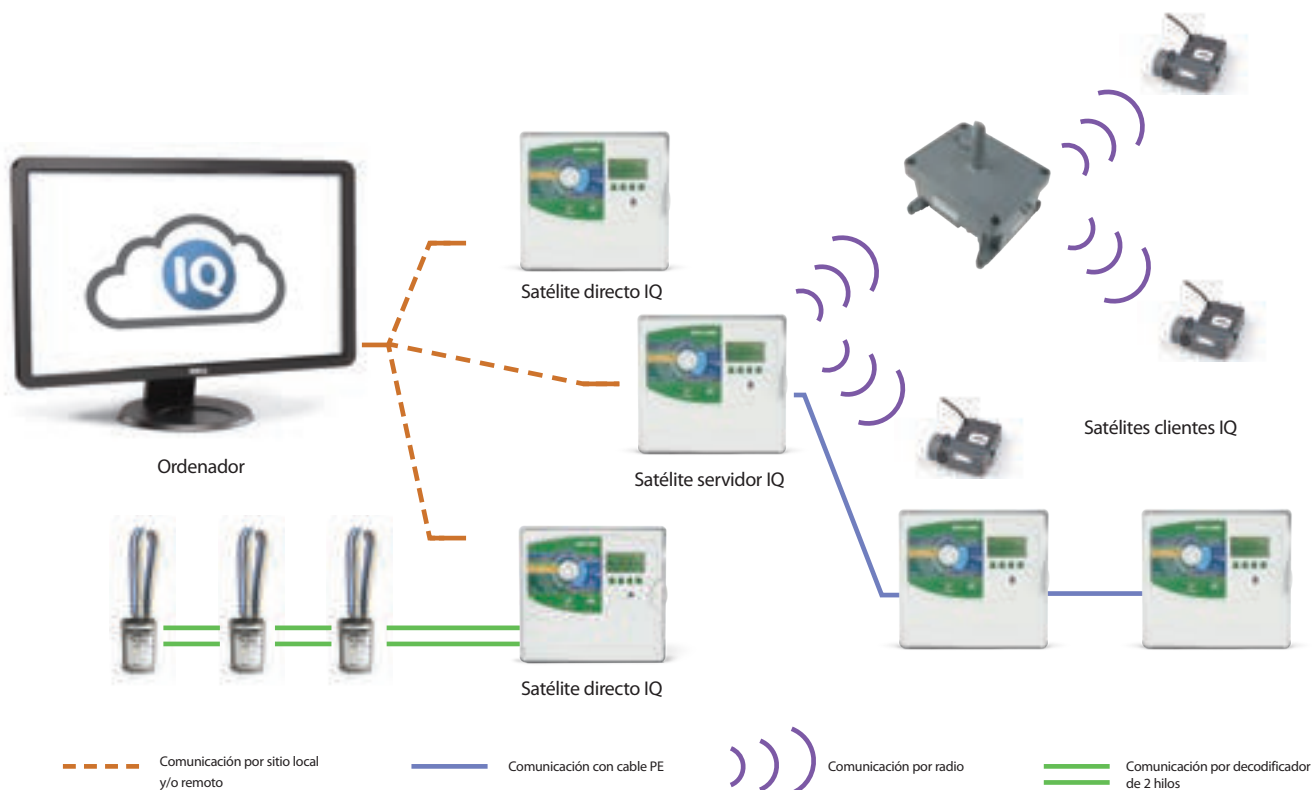 IQ
Satélite directo IQ
Satélite servidor IQ
Satélites clientes IQ
Ordenador
Satélite directo IQ
Comunicación por sitio local
y/o remoto
Comunicación con cable PE
Comunicación por radio
Comunicación por decodificador
de 2 hilos